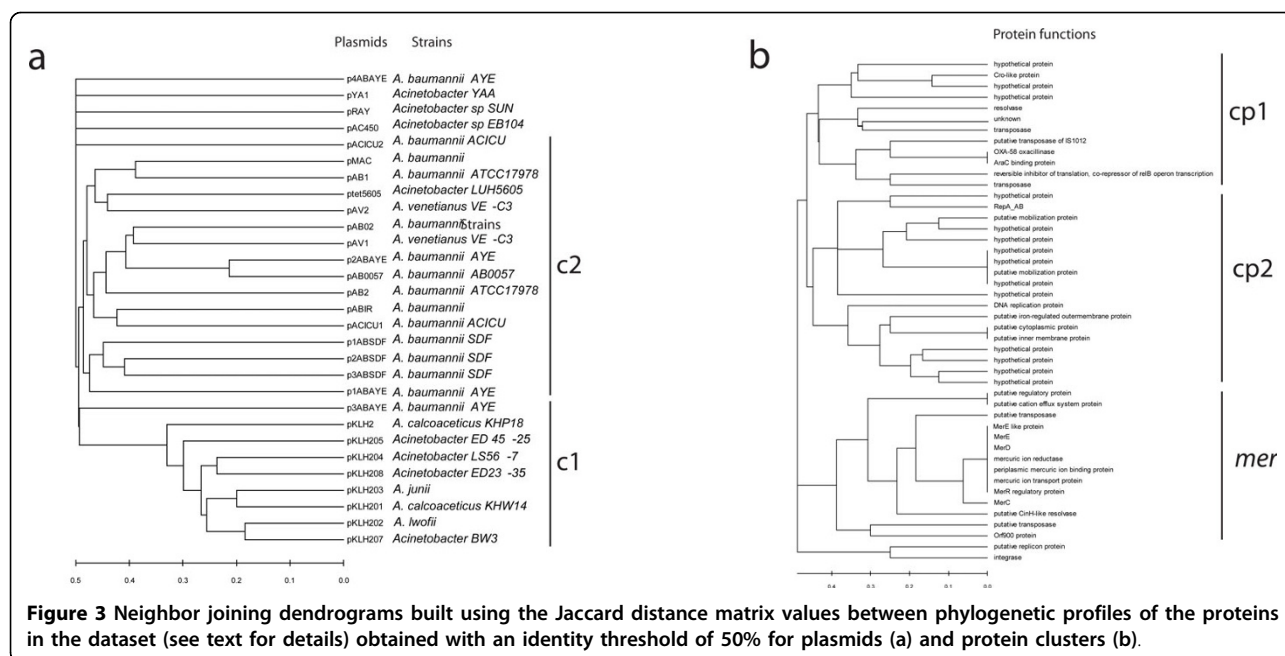 a
Plasmids Strains
p4ABAYE A. baumannii AYE
pYA1 Acinetobacter YAA
pRAY Acinetobacter sp SUN
pAC450 Acinetobacter sp EB104
pACICU2 A. baumannii ACICU
pMAC A. baumannii
pAB1 A. baumannii ATCC17978
ptet5605 Acinetobacter LUH5605
pAV2 A. venetianus VE -C3
pAB02 A. baumannii Strains
pAV1 A. venetianus VE -C3
p2ABAYE A. baumannii AYE
pAB0057 A. baumannii AB0057
pAB2 A. baumannii ATCC17978
pABIR A. baumannii
pACICU1 A. baumannii ACICU
p1ABSDF A. baumannii SDF
p2ABSDF A. baumannii SDF
p3ABSDF A. baumannii SDF
p1ABAYE A. baumannii AYE
c2
p3ABAYE A. baumannii AYE
pKLH2 A. calcoaceticus KHP18
pKLH205 Acinetobacter ED 45 -25
pKLH204 Acinetobacter LS56 -7
pKLH208 Acinetobacter ED23 -35
pKLH203 A. junii
pKLH201 A. calcoaceticus KHW14
pKLH202 A. lwofii
pKLH207 Acinetobacter BW3
c1
0.5 0.4 0.3 0.2 0.1 0.0
b
Protein functions
hypothetical protein
Cro-like protein
hypothetical protein
hypothetical protein
resolvase
unknown
transposase
putative transposase of IS1012
OXA-58 oxacillinase
AraC binding protein
reversible inhibitor of translation, co-repressor of relB operon transcription
transposase
cp1
hypothetical protein
RepA_AB
putative mobilization protein
hypothetical protein
hypothetical protein
hypothetical protein
hypothetical protein
putative mobilization protein
hypothetical protein
hypothetical protein
DNA replication protein
putative iron-regulated outermembrane protein
putative cytoplasmic protein
putative inner membrane protein
hypothetical protein
hypothetical protein
hypothetical protein
hypothetical protein
cp2
putative regulatory protein
putative cation efflux system protein
putative transposase
MerE like protein
MerE
MerD
mercuric ion reductase
periplasmic mercuric ion binding protein
mercuric ion transport protein
MerR regulatory protein
MerC
putative CinH-like resolvase
putative transposase
Orf900 protein
mer
putative replicon protein
integrase
0.4 0.3 0.2 0.1 0.0
Figure 3 Neighbor joining dendrograms built using the Jaccard distance matrix values between phylogenetic profiles of the proteins
in the dataset (see text for details) obtained with an identity threshold of 50% for plasmids (a) and protein clusters (b).